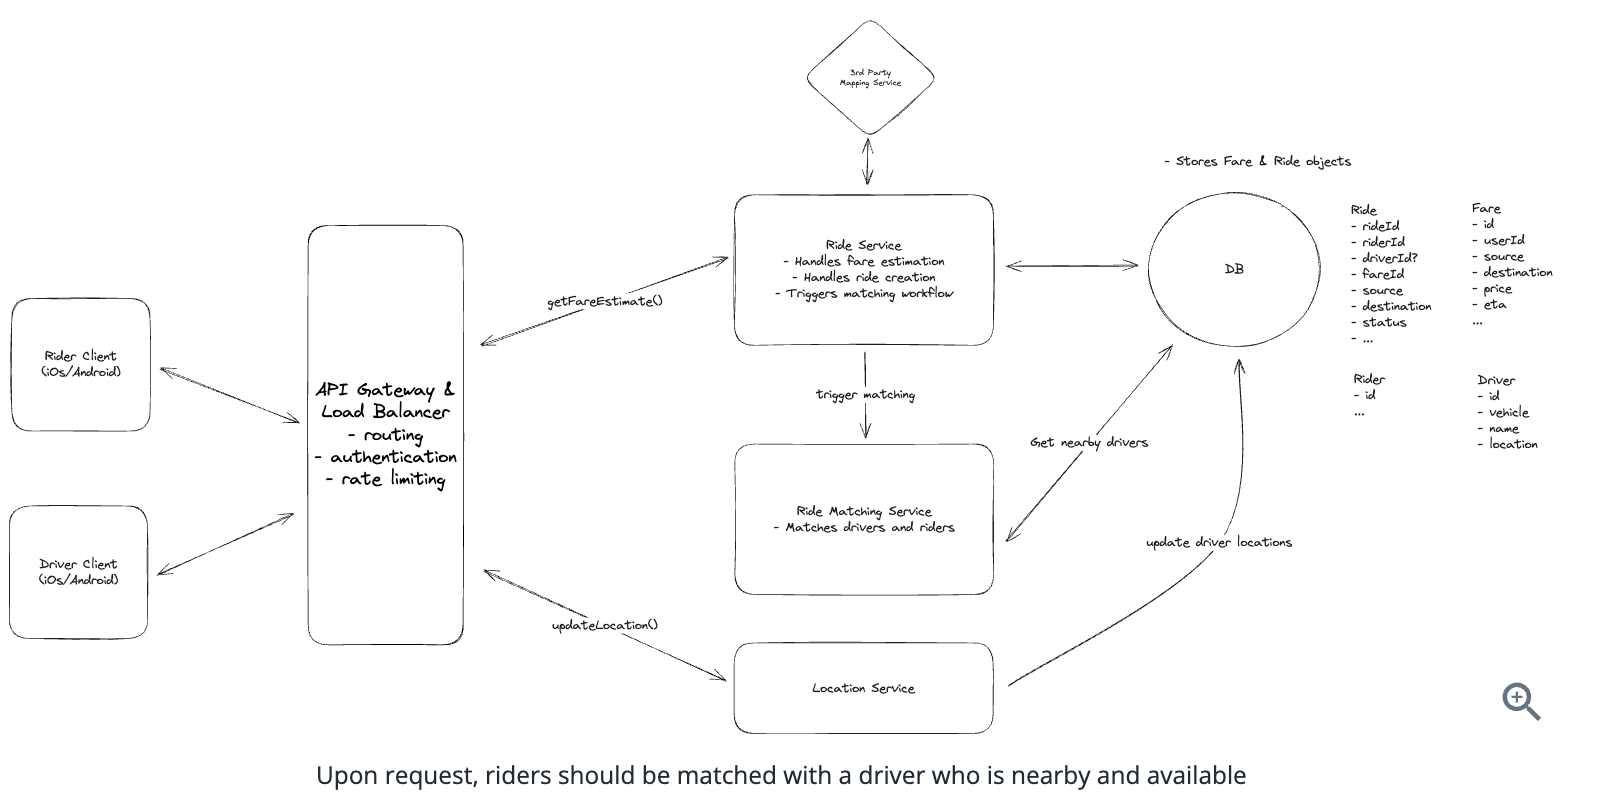 3rd Party
Mapping Service
- Stores Fare & Ride objects
Ride Service
- Handles fare estimation
- Handles ride creation
- Triggers matching workflow
DB
Ride
- rideId
- riderId
- driverId?
- fareId
- source
- destination
- status
- ...
Fare
- id
- userId
- source
- destination
- price
- eta
...
getFareEstimate()
Rider Client
(iOs/Android)
API Gateway &
Load Balancer
- routing
- authentication
- rate limiting
trigger matching
Rider
- id
...
Driver
- id
- vehicle
- name
- location
Get nearby drivers
Ride Matching Service
- Matches drivers and riders
update driver locations
Driver Client
(iOs/Android)
updateLocation()
Location Service
Upon request, riders should be matched with a driver who is nearby and available